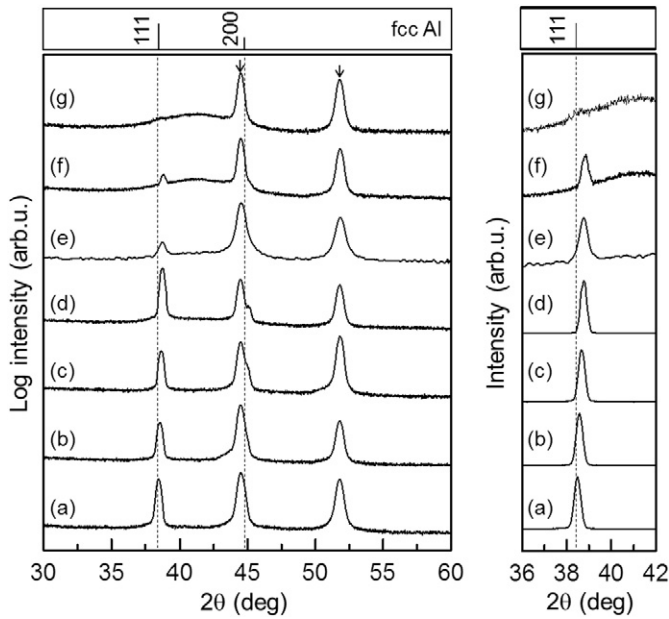 111
200
fcc Al
(g)
(f)
(e)
(d)
(c)
(b)
(a)
Log intensity (arb.u.)
30 35 40 45 50 55 60
2θ (deg)
111
(g)
(f)
(e)
(d)
(c)
(b)
(a)
Intensity (arb.u.)
36 38 40 42
2θ (deg)